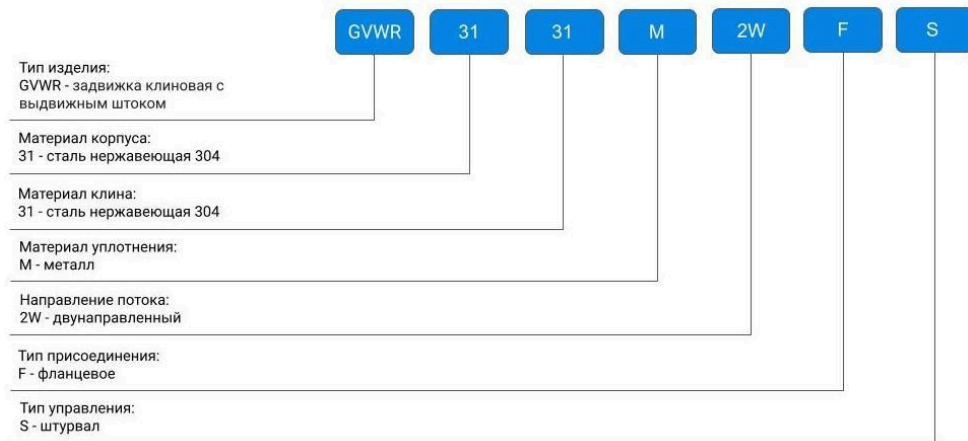 GVWR 31 31 M 2W F S
Тип изделия:
GVWR - задвижка клиновая с
выдвижным штоком
Материал корпуса:
31 - сталь нержавеющая 304
Материал клина:
31 - сталь нержавеющая 304
Материал уплотнения:
М - металл
Направление потока:
2W - двунаправленный
Тип присоединения:
F - фланцевое
Тип управления:
S - штурвал